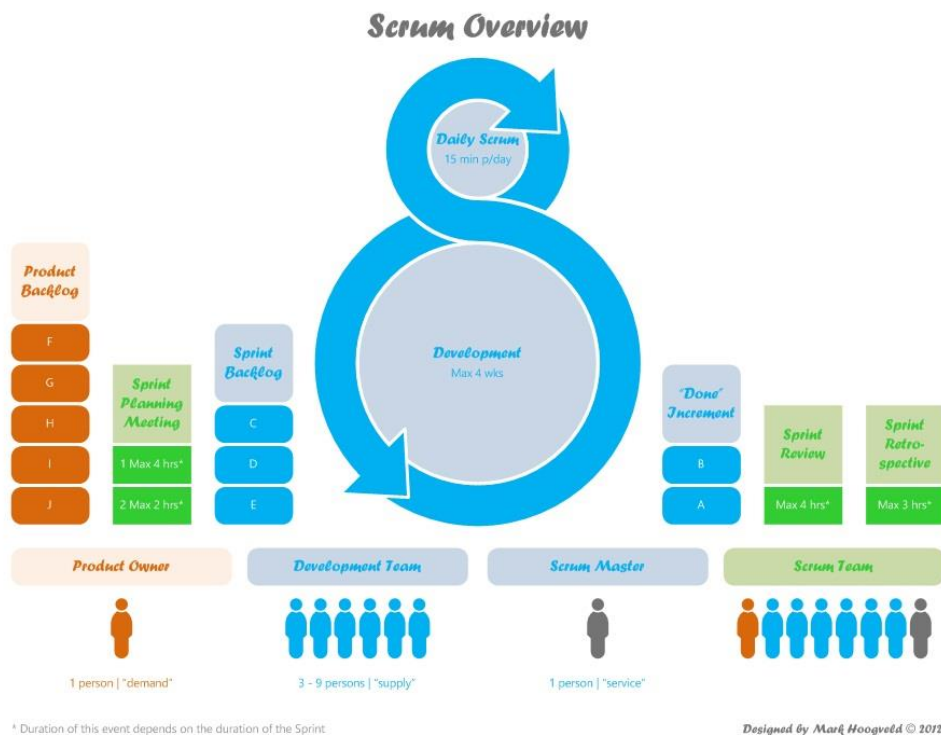 Scrum Overview
Daily Scrum
15 min p/day
Development
Max 4 wks
Product
Backlog
F
G
H
I
J
Sprint
Planning
Meeting
1 Max 4 hrs*
2 Max 2 hrs*
Sprint
Backlog
C
D
E
"Done"
Increment
B
A
Sprint
Review
Max 4 hrs*
Sprint
Retro-
spective
Max 3 hrs*
Product Owner
Development Team
Scrum Master
Scrum Team
1 person | "demand"
3 - 9 persons | "supply"
1 person | "service"
* Duration of this event depends on the duration of the Sprint
Designed by Mark Hoogveld © 2012